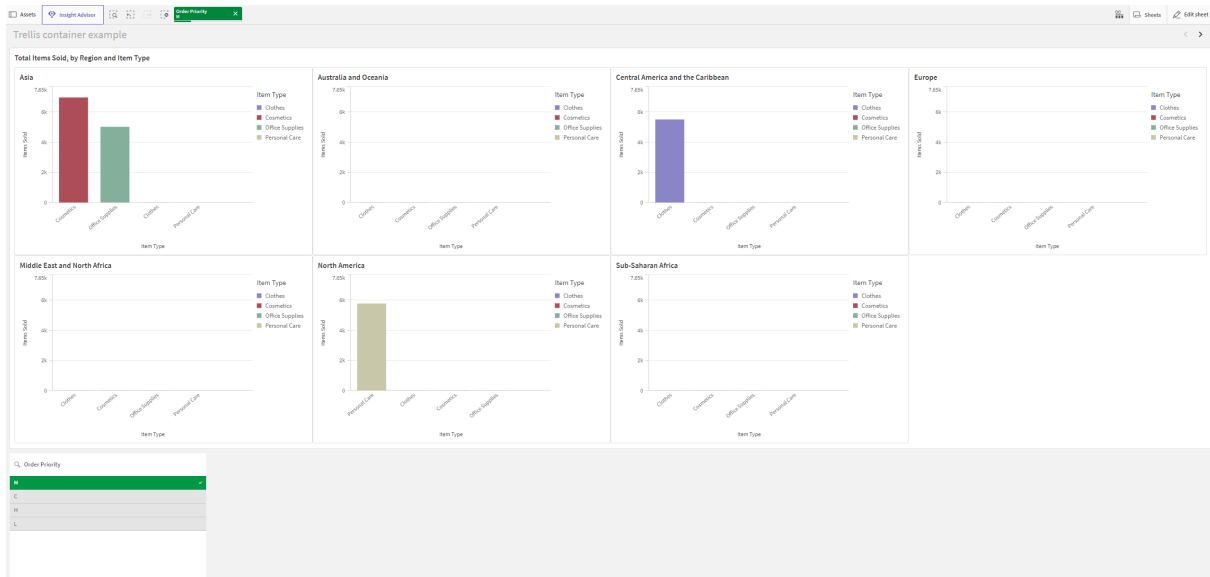 Assets
Insight Advisor
Order Priority
M
Sheets
Edit sheet
Trellis container example
Total Items Sold, by Region and Item Type
Asia
7.65k
6k
4k
2k
0
Items Sold
Cosmetics
Office Supplies
Clothes
Personal Care
Item Type
Item Type
Clothes
Cosmetics
Office Supplies
Personal Care
Australia and Oceania
7.65k
6k
4k
2k
0
Items Sold
Clothes
Cosmetics
Office Supplies
Personal Care
Item Type
Item Type
Clothes
Cosmetics
Office Supplies
Personal Care
Central America and the Caribbean
7.65k
6k
4k
2k
0
Items Sold
Clothes
Cosmetics
Office Supplies
Personal Care
Item Type
Item Type
Clothes
Cosmetics
Office Supplies
Personal Care
Europe
7.65k
6k
4k
2k
0
Items Sold
Clothes
Cosmetics
Office Supplies
Personal Care
Item Type
Item Type
Clothes
Cosmetics
Office Supplies
Personal Care
Middle East and North Africa
7.65k
6k
4k
2k
0
Items Sold
Clothes
Cosmetics
Office Supplies
Personal Care
Item Type
Item Type
Clothes
Cosmetics
Office Supplies
Personal Care
North America
7.65k
6k
4k
2k
0
Items Sold
Personal Care
Clothes
Cosmetics
Office Supplies
Item Type
Item Type
Clothes
Cosmetics
Office Supplies
Personal Care
Sub-Saharan Africa
7.65k
6k
4k
2k
0
Items Sold
Clothes
Cosmetics
Office Supplies
Personal Care
Item Type
Item Type
Clothes
Cosmetics
Office Supplies
Personal Care
Order Priority
M
C
H
L